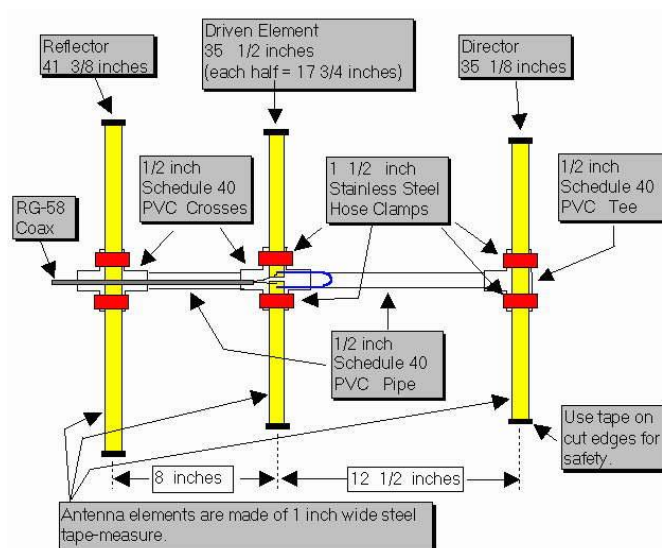 Reflector
41 3/8 inches
Driven Element
35 1/2 inches
(each half = 17 3/4 inches)
Director
35 1/8 inches
RG-58
Coax
1/2 inch
Schedule 40
PVC Crosses
1 1/2 inch
Stainless Steel
Hose Clamps
1/2 inch
Schedule 40
PVC Tee
1/2 inch
Schedule 40
PVC Pipe
Use tape on
cut edges for
safety.
8 inches
12 1/2 inches
Antenna elements are made of 1 inch wide steel
tape-measure.